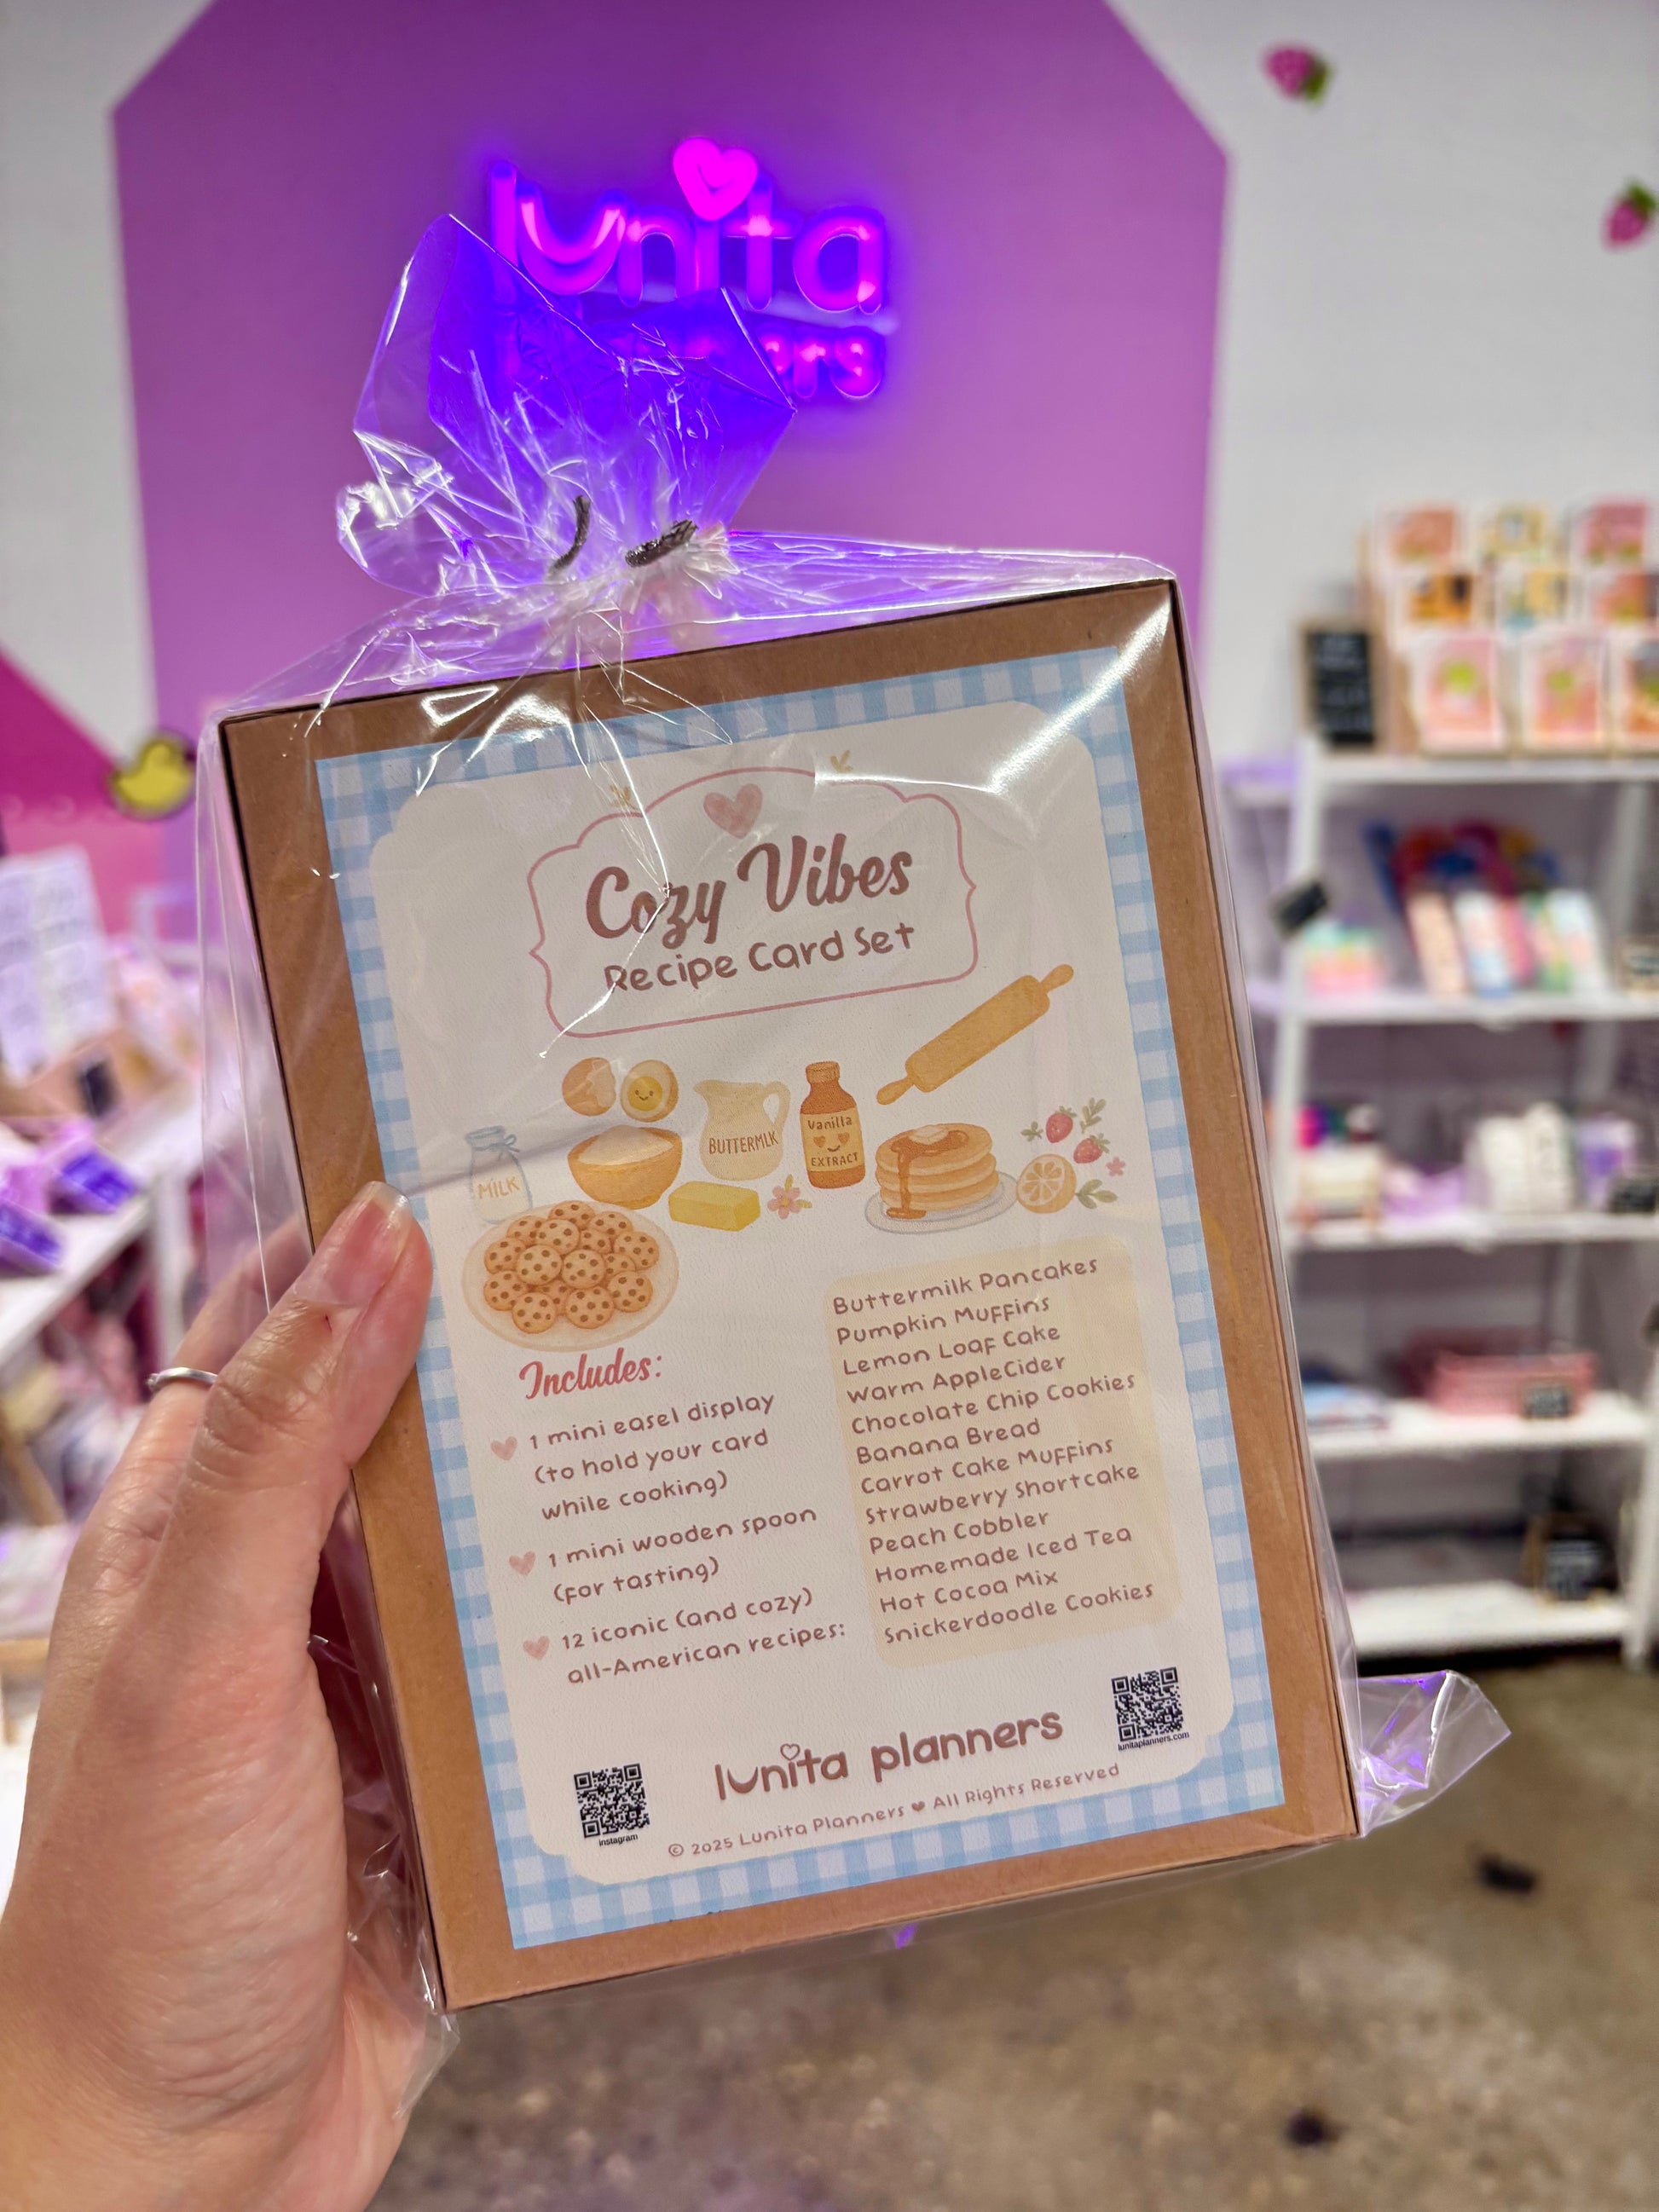 lunita
Cozy Vibes
Recipe Card Set
MILK
BUTTERMLK
Vanilla
EXTRACT
Includes:
1 mini easel display
(to hold your card
while cooking)
1 mini wooden spoon
(for tasting)
12 iconic (and cozy)
all-American recipes:
Buttermilk Pancakes
Pumpkin Muffins
Lemon Loaf Cake
Warm AppleCider
Chocolate Chip Cookies
Banana Bread
Carrot Cake Muffins
Strawberry Shortcake
Peach Cobbler
Homemade Iced Tea
Hot Cocoa Mix
Snickerdoodle Cookies
lunitaplanners.com
lunita planners
Instagram
© 2025 Lunita Planners ❤ All Rights Reserved